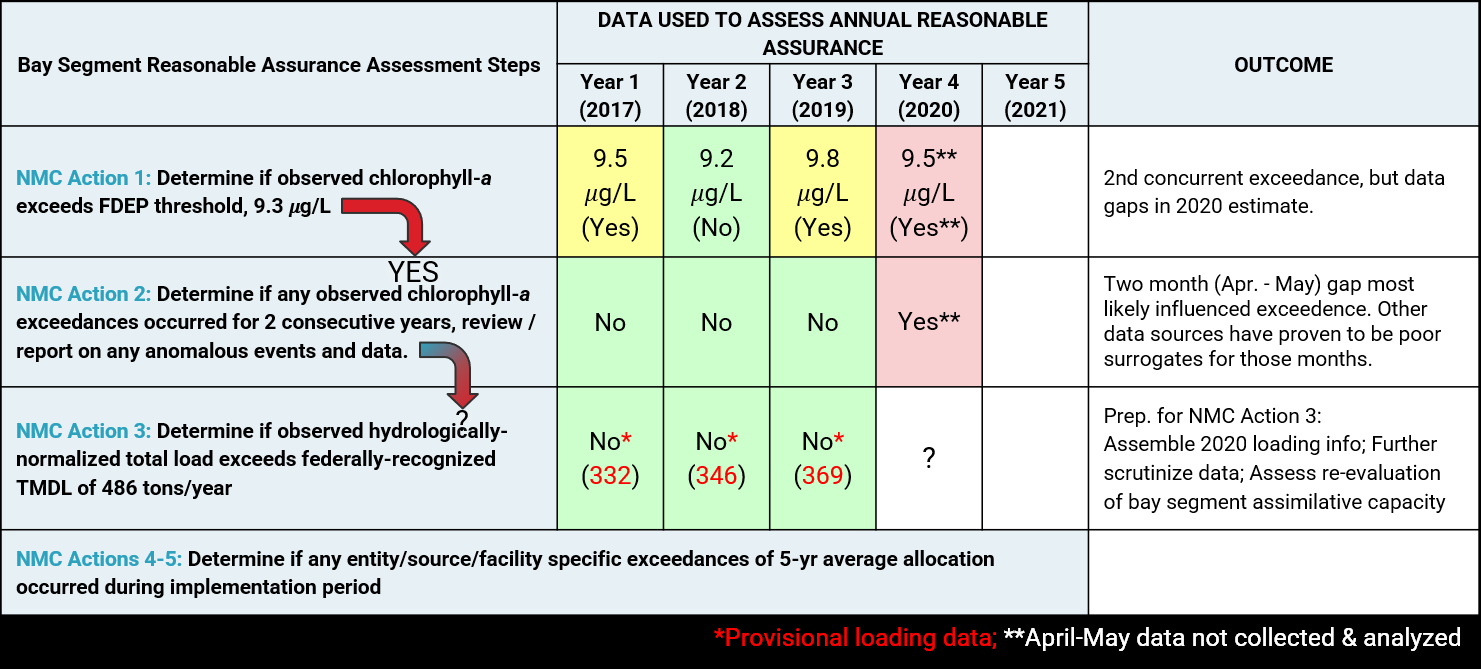 Bay Segment Reasonable Assurance Assessment Steps
DATA USED TO ASSESS ANNUAL REASONABLE
ASSURANCE
OUTCOME
Year 1
(2017)
Year 2
(2018)
Year 3
(2019)
Year 4
(2020)
Year 5
(2021)
NMC Action 1: Determine if observed chlorophyll-a
exceeds FDEP threshold, 9.3 μg/L
YES
9.5
μg/L
(Yes)
9.2
μg/L
(No)
9.8
μg/L
(Yes)
9.5**
μg/L
(Yes**)
2nd concurrent exceedance, but data
gaps in 2020 estimate.
NMC Action 2: Determine if any observed chlorophyll-a
exceedances occurred for 2 consecutive years, review /
report on any anomalous events and data.
?
No
No
No
Yes**
Two month (Apr. - May) gap most
likely influenced exceedence. Other
data sources have proven to be poor
surrogates for those months.
NMC Action 3: Determine if observed hydrologically-
normalized total load exceeds federally-recognized
TMDL of 486 tons/year
No*
(332)
No*
(346)
No*
(369)
?
Prep. for NMC Action 3:
Assemble 2020 loading info; Further
scrutinize data; Assess re-evaluation
of bay segment assimilative capacity
NMC Actions 4-5: Determine if any entity/source/facility specific exceedances of 5-yr average allocation
occurred during implementation period
*Provisional loading data; **April-May data not collected & analyzed